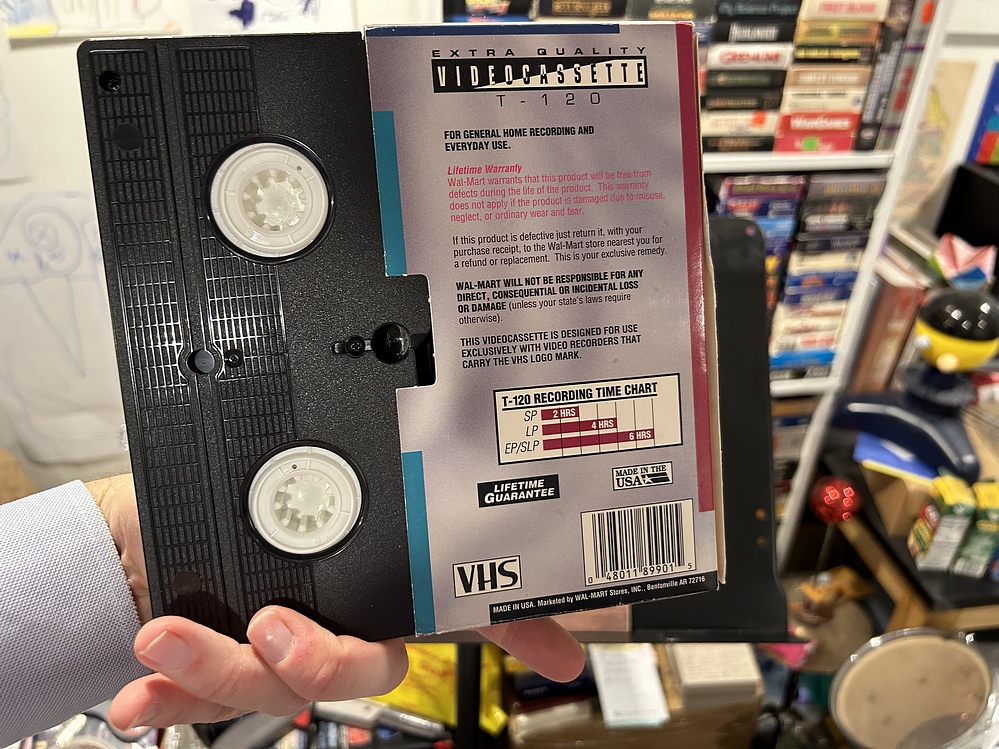 EXTRA QUALITY
VIDEOCASSETTE
T-120
FOR GENERAL HOME RECORDING AND
EVERYDAY USE.
Lifetime Warranty
Wal-Mart warrants that this product will be free from
defects during the life of the product. This warranty
does not apply if the product is damaged due to misuse,
neglect, or ordinary wear and tear.
If this product is defective just return it, with your
purchase receipt, to the Wal-Mart store nearest you for
a refund or replacement. This is your exclusive remedy.
WAL-MART WILL NOT BE RESPONSIBLE FOR ANY
DIRECT, CONSEQUENTIAL OR INCIDENTAL LOSS
OR DAMAGE (unless your state's laws require
otherwise).
THIS VIDEOCASSETTE IS DESIGNED FOR USE
EXCLUSIVELY WITH VIDEO RECORDERS THAT
CARRY THE VHS LOGO MARK.
T-120 RECORDING TIME CHART
SP 2 HRS
LP 4 HRS
EP/SLP 6 HRS
LIFETIME
GUARANTEE
MADE IN THE
USA
VHS
0 48011 89901 5
MADE IN USA. Marketed by WAL-MART Stores, INC., Bentonville AR 72716
FIRST BLOOD
GREMLINS